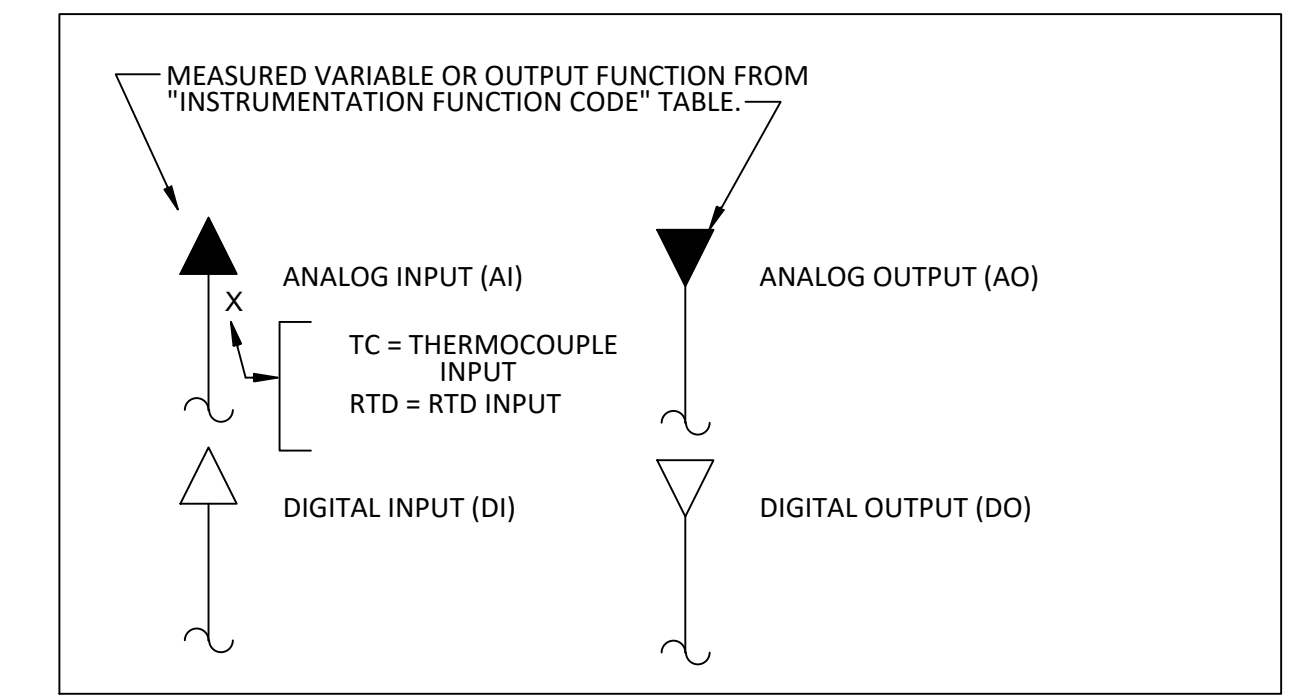 MEASURED VARIABLE OR OUTPUT FUNCTION FROM
"INSTRUMENTATION FUNCTION CODE" TABLE.
ANALOG INPUT (AI)
ANALOG OUTPUT (AO)
X
TC = THERMOCOUPLE
INPUT
RTD = RTD INPUT
DIGITAL INPUT (DI)
DIGITAL OUTPUT (DO)